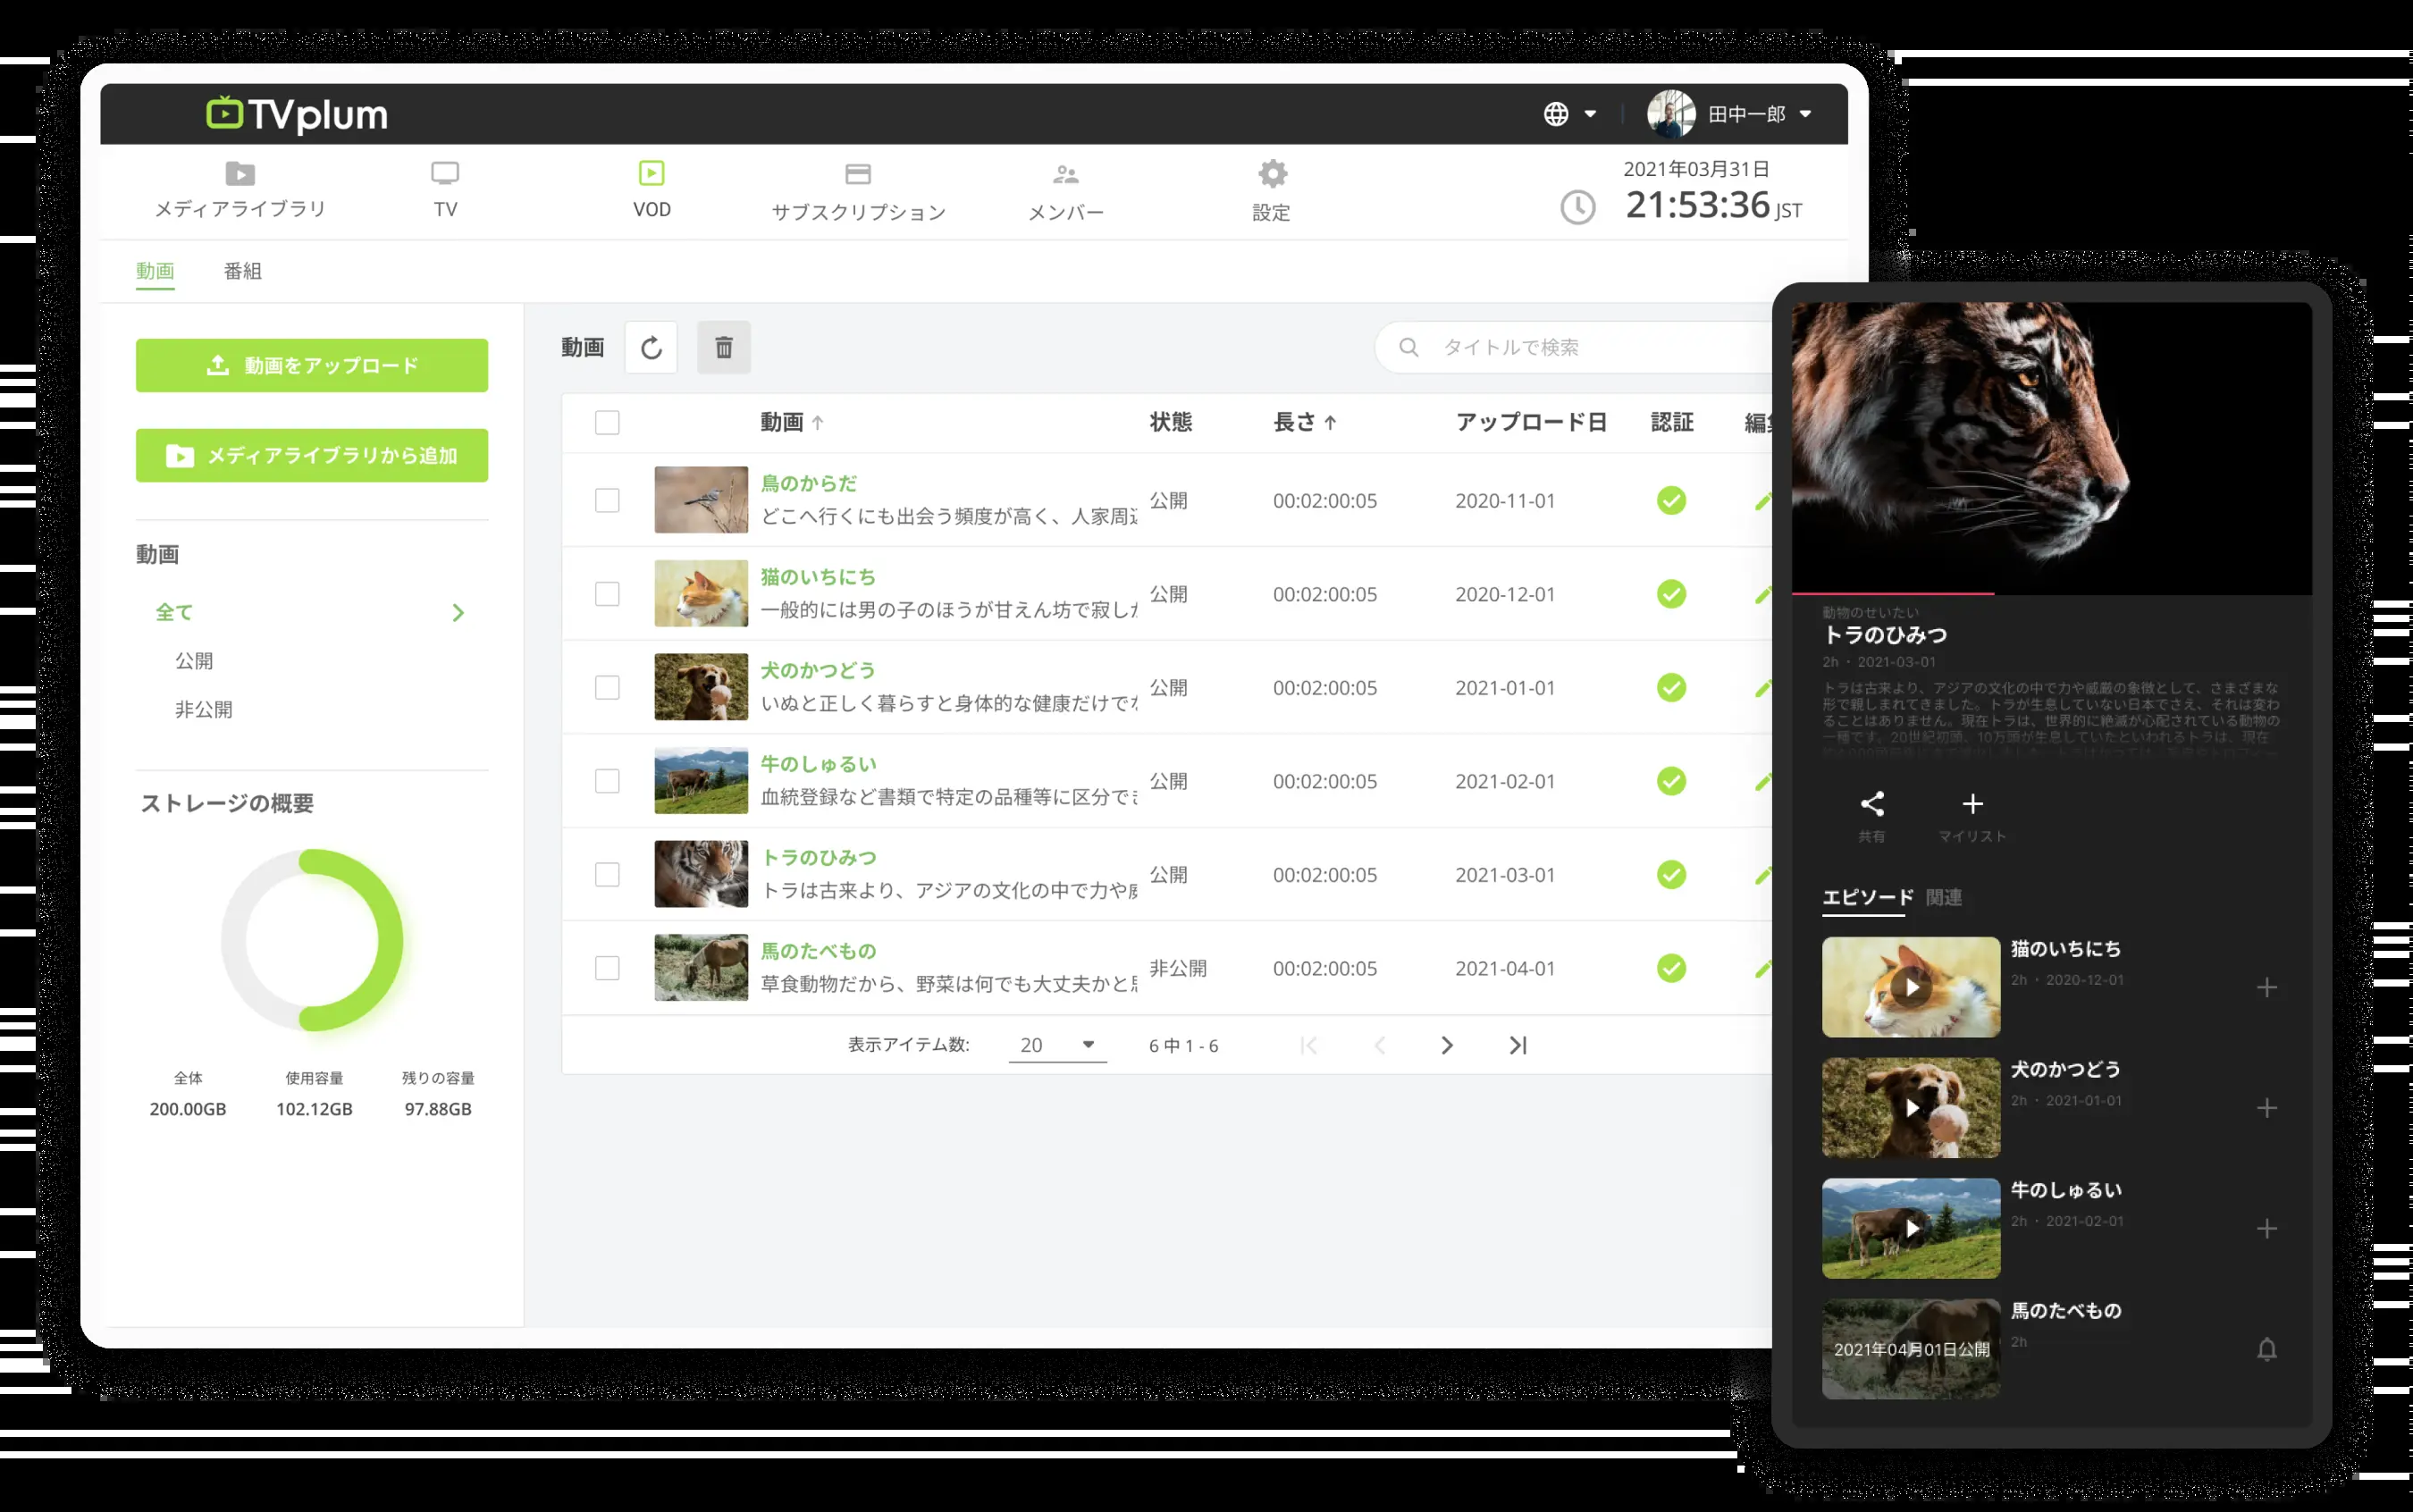 TVplum
田中一郎
メディアライブラリ
TV
VOD
サブスクリプション
メンバー
設定
2021年03月31日
21:53:36 JST
動画
番組
動画をアップロード
メディアライブラリから追加
動画
全て
公開
非公開
ストレージの概要
全体 使用容量 残りの容量
200.00GB 102.12GB 97.88GB
動画
タイトルで検索
動画 状態 長さ アップロード日 認証 編
鳥のからだ
どこへ行くにも出会う頻度が高く、人家周
公開 00:02:00:05 2020-11-01
猫のいちにち
一般的には男の子のほうが甘えん坊で寂し
公開 00:02:00:05 2020-12-01
犬のかつどう
いぬと正しく暮らすと身体的な健康だけで
公開 00:02:00:05 2021-01-01
牛のしゅるい
血統登録など書類で特定の品種等に区分で
公開 00:02:00:05 2021-02-01
トラのひみつ
トラは古来より、アジアの文化の中で力や
公開 00:02:00:05 2021-03-01
馬のたべもの
草食動物だから、野菜は何でも大丈夫かと
非公開 00:02:00:05 2021-04-01
表示アイテム数: 20 6 中 1 - 6
動物のせいたい
トラのひみつ
2h・2021-03-01
トラは古来より、アジアの文化の中で力や威厳の象徴として、さまざまな
形で親しまれてきました。トラが生息していない日本でさえ、それは変わ
ることはありません。現在トラは、世界的に絶滅が心配されている動物の
一種です。20世紀初頭、10万頭が生息していたといわれるトラは、現在
共有 マイリスト
エピソード 関連
猫のいちにち
2h・2020-12-01
犬のかつどう
2h・2021-01-01
牛のしゅるい
2h・2021-02-01
馬のたべもの
2h
2021年04月01日公開